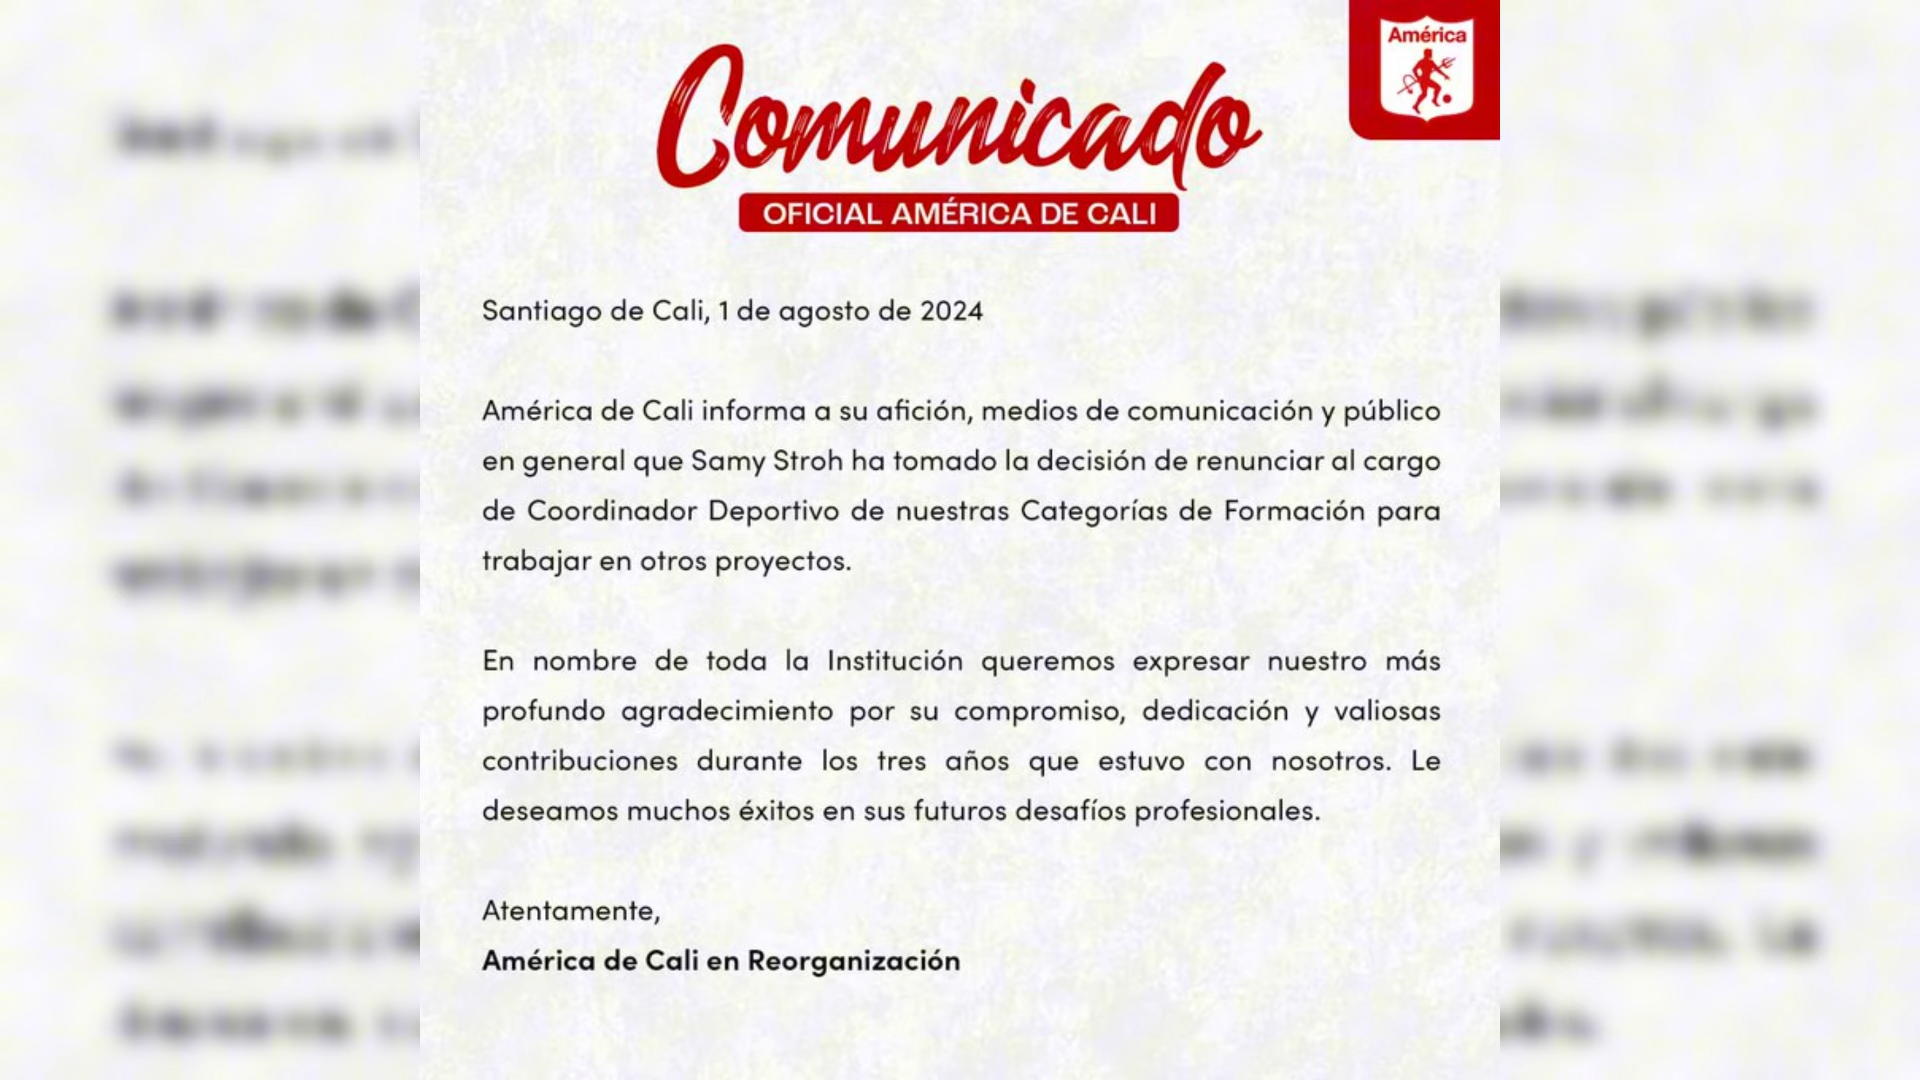 América
Comunicado
OFICIAL AMÉRICA DE CALI
Santiago de Cali, 1 de agosto de 2024
América de Cali informa a su afición, medios de comunicación y público
en general que Samy Stroh ha tomado la decisión de renunciar al cargo
de Coordinador Deportivo de nuestras Categorías de Formación para
trabajar en otros proyectos.
En nombre de toda la Institución queremos expresar nuestro más
profundo agradecimiento por su compromiso, dedicación y valiosas
contribuciones durante los tres años que estuvo con nosotros. Le
deseamos muchos éxitos en sus futuros desafíos profesionales.
Atentamente,
América de Cali en Reorganización